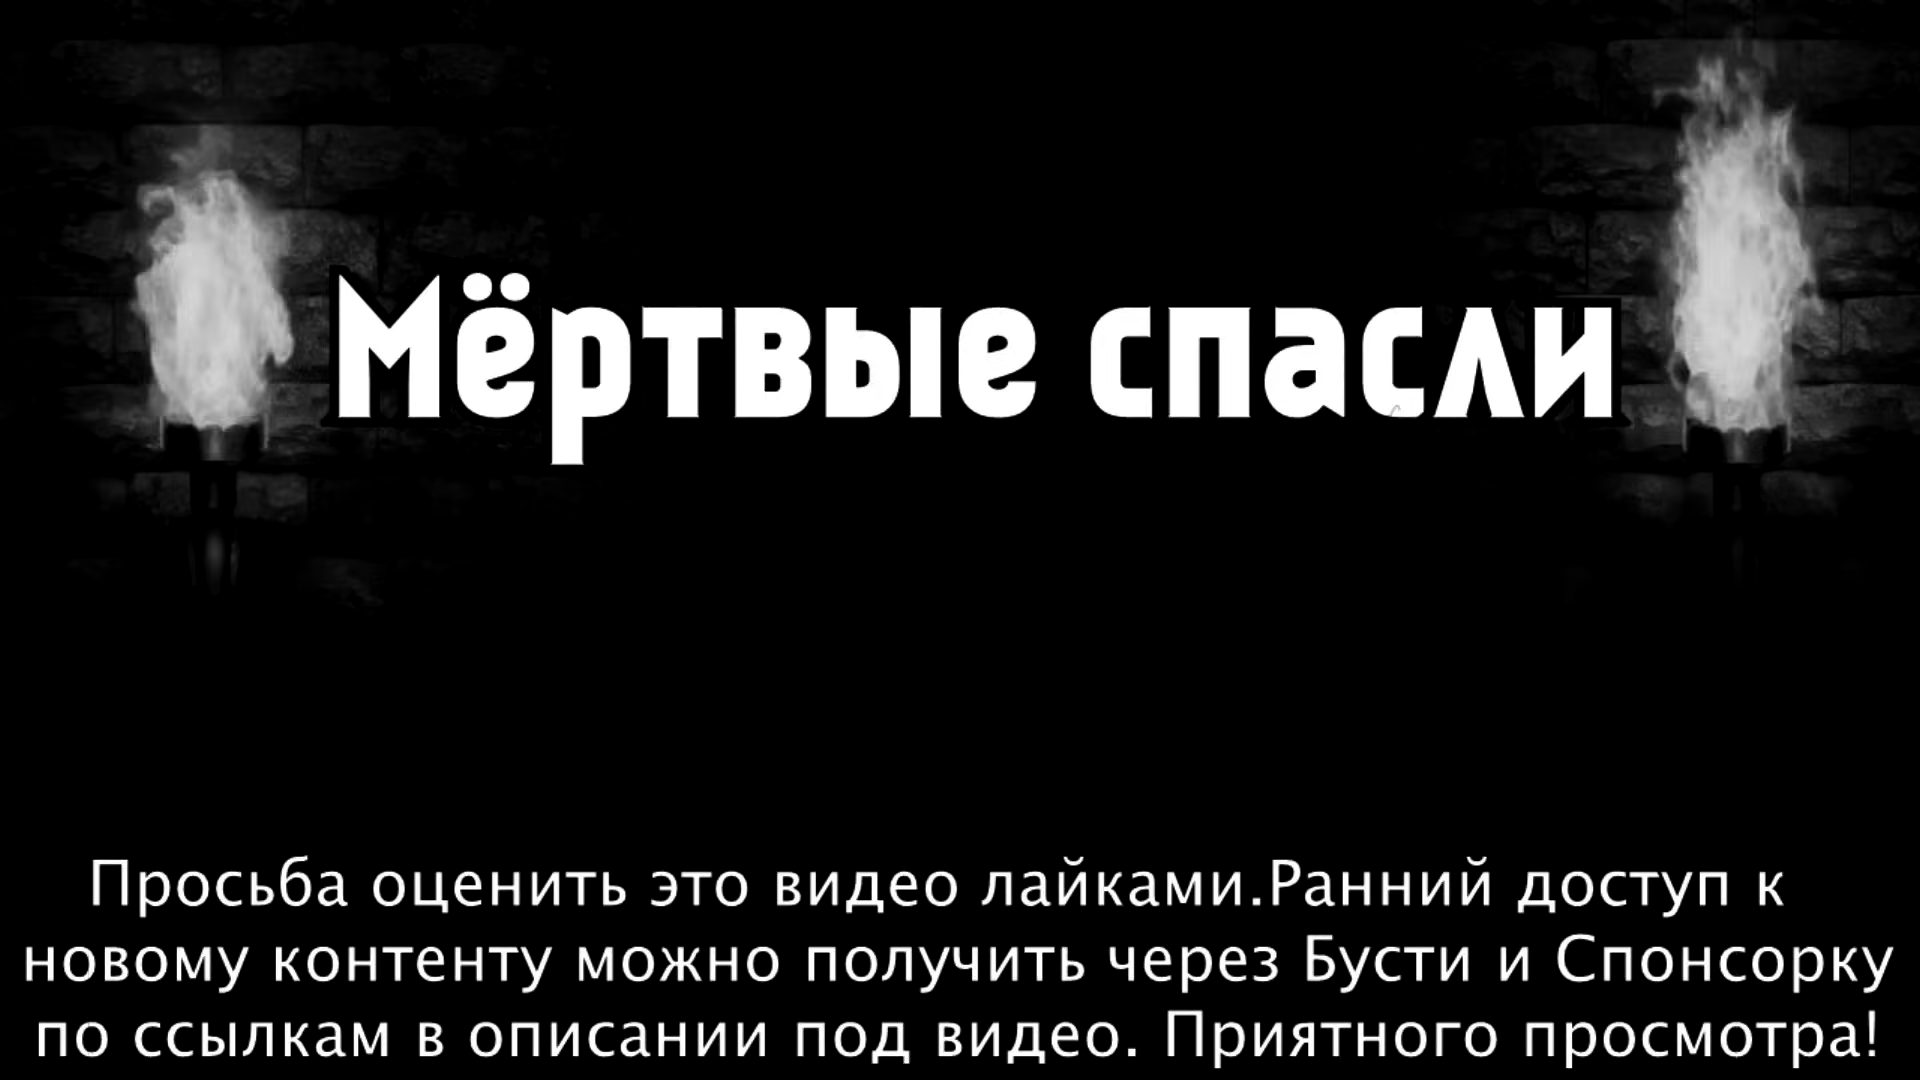 Мёртвые спасли
Просьба оценить это видео лайками.Ранний доступ к
новому контенту можно получить через Бусти и Спонсорку
по ссылкам в описании под видео. Приятного просмотра!